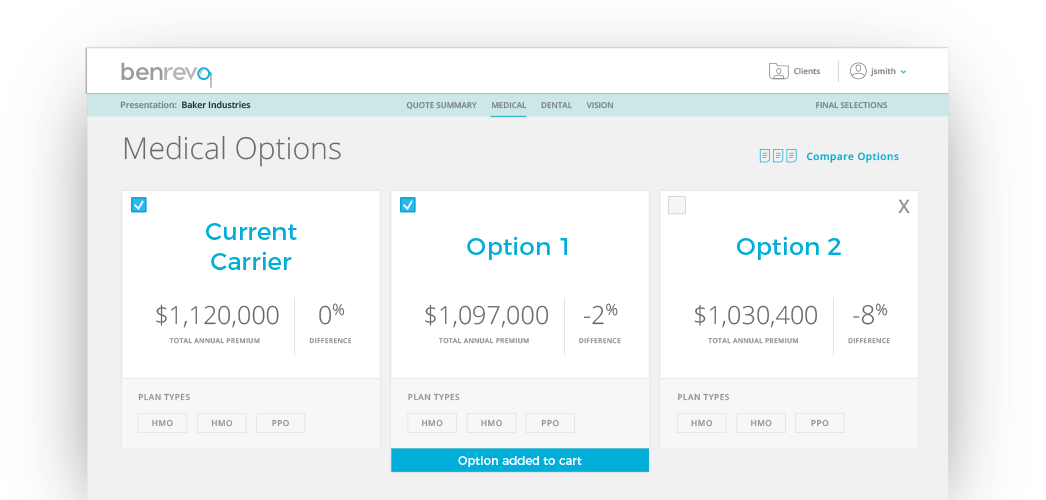 benrevo
Clients
jsmith
Presentation: Baker Industries
QUOTE SUMMARY
MEDICAL
DENTAL
VISION
FINAL SELECTIONS
Medical Options
Compare Options
Current
Carrier
$1,120,000
0%
TOTAL ANNUAL PREMIUM
DIFFERENCE
PLAN TYPES
HMO
HMO
PPO
Option 1
$1,097,000
-2%
TOTAL ANNUAL PREMIUM
DIFFERENCE
PLAN TYPES
HMO
HMO
PPO
Option added to cart
X
Option 2
$1,030,400
-8%
TOTAL ANNUAL PREMIUM
DIFFERENCE
PLAN TYPES
HMO
HMO
PPO